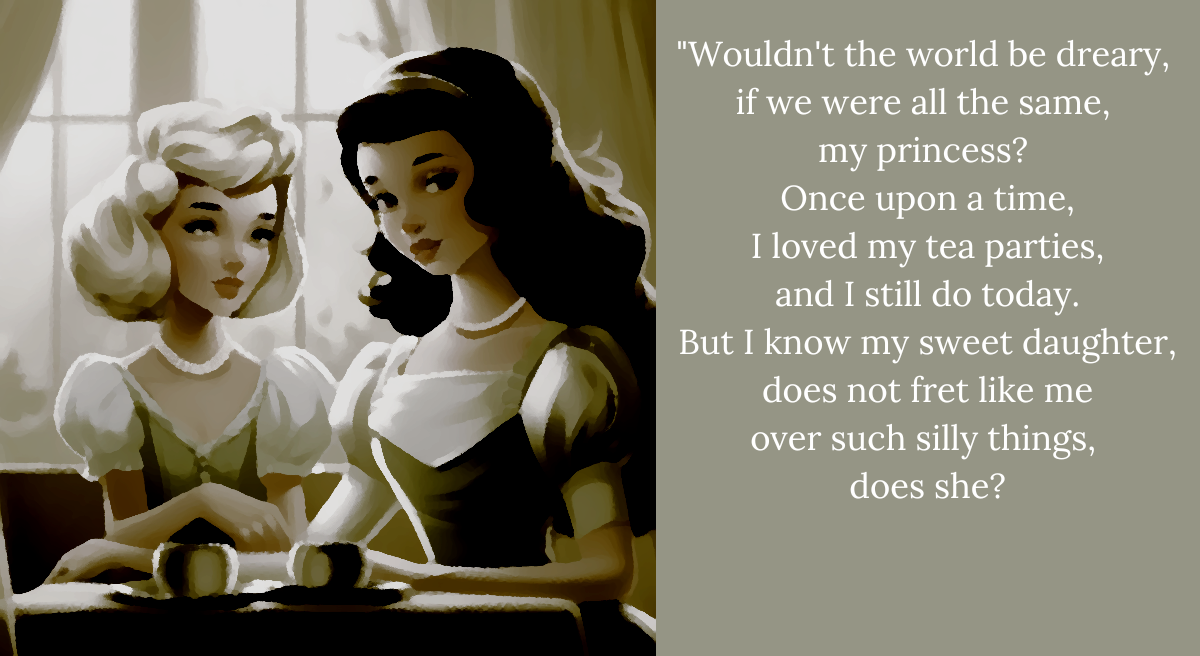 "Wouldn't the world be dreary,
if we were all the same,
my princess?
Once upon a time,
I loved my tea parties,
and I still do today.
But I know my sweet daughter,
does not fret like me
over such silly things,
does she?